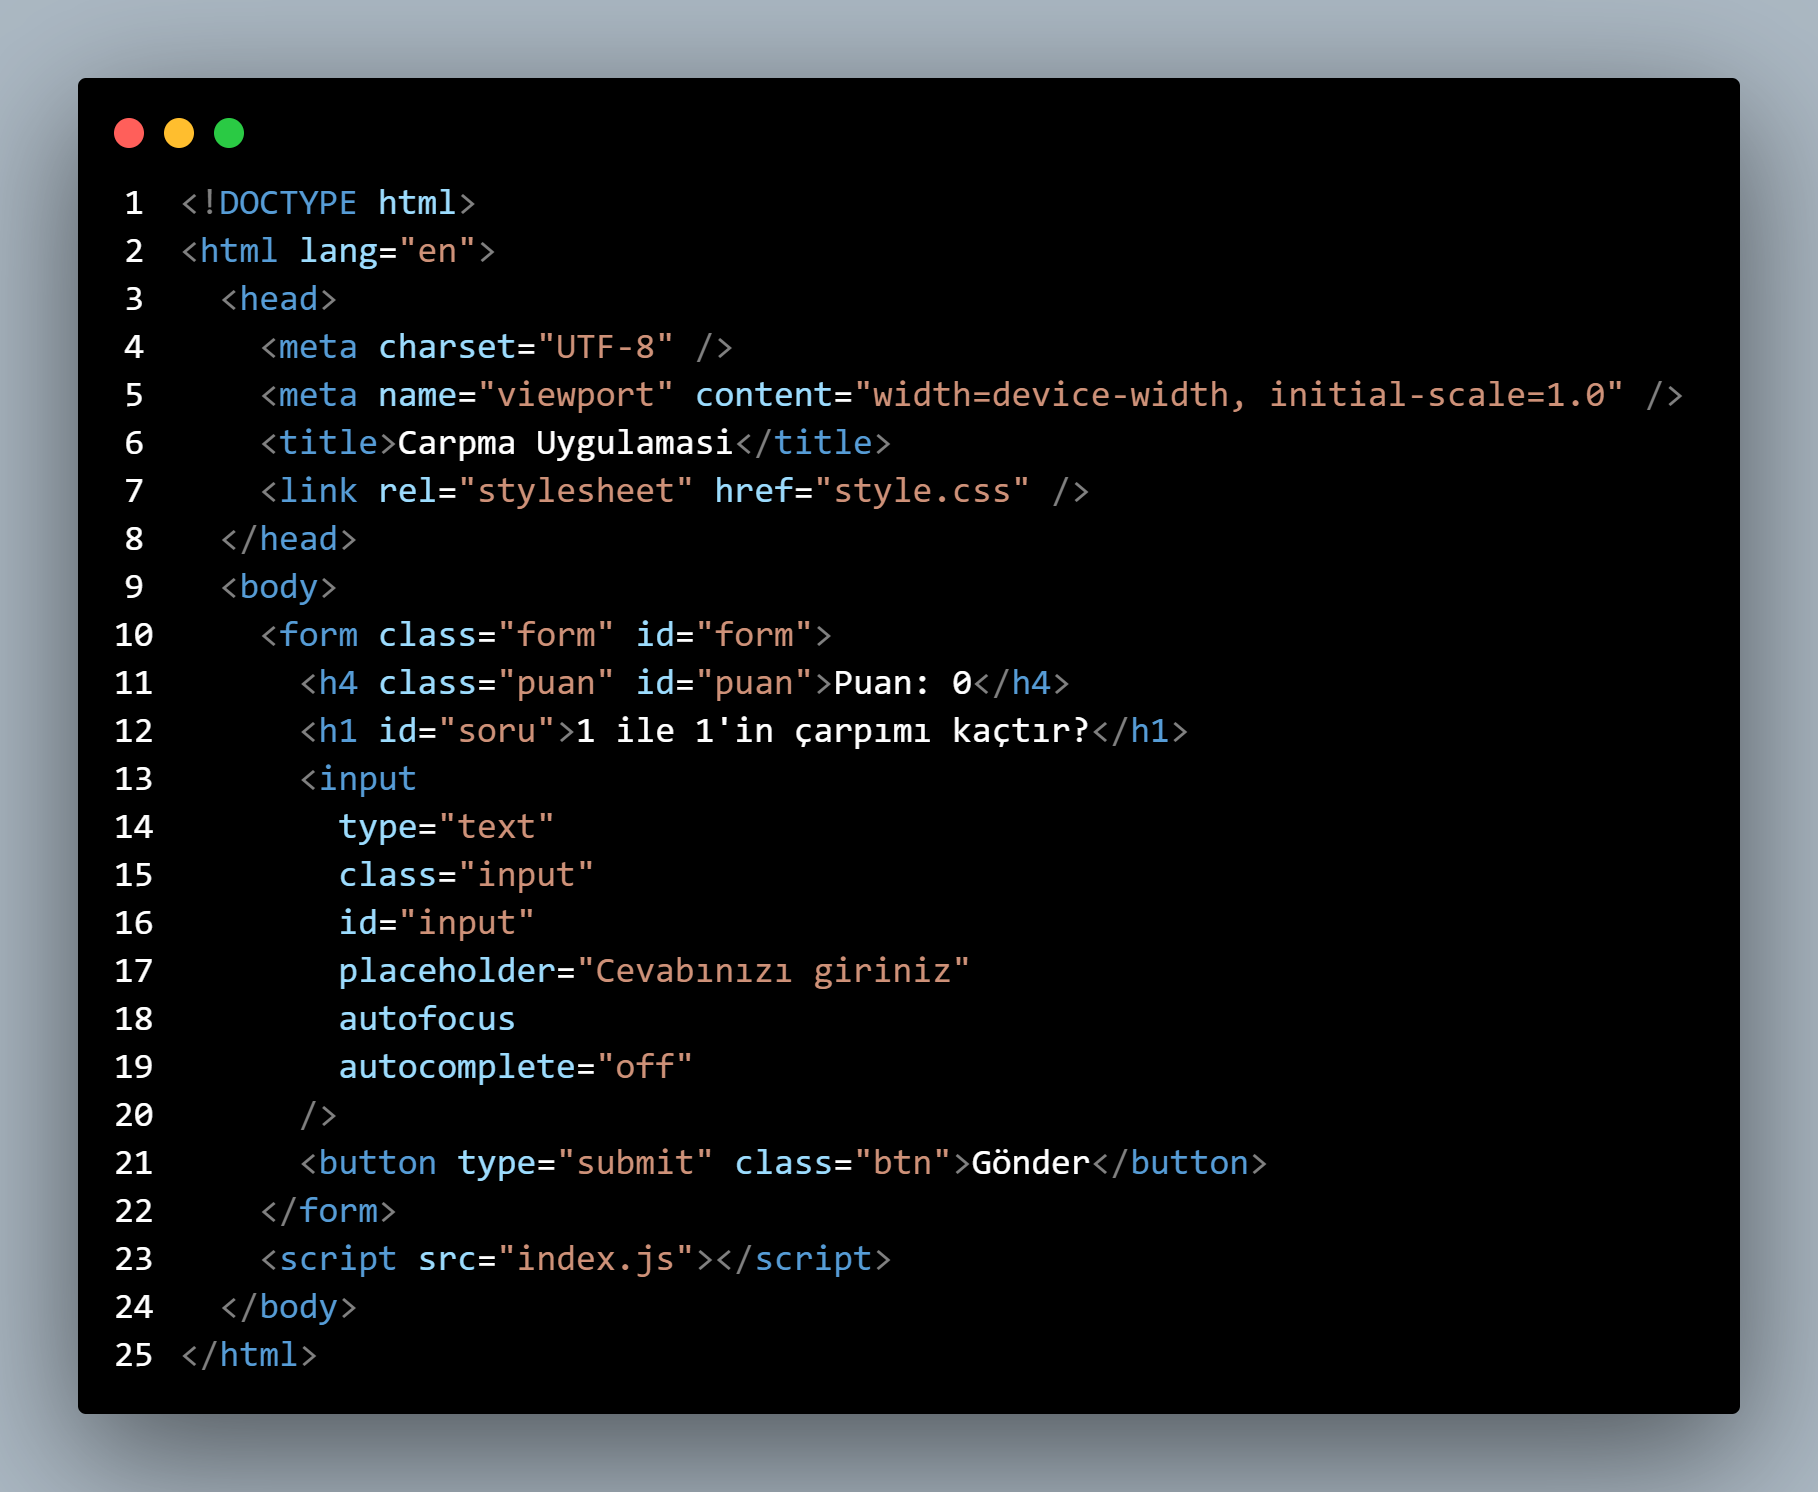 1 <!DOCTYPE html>
2 <html lang="en">
3   <head>
4     <meta charset="UTF-8" />
5     <meta name="viewport" content="width=device-width, initial-scale=1.0" />
6     <title>Carpma Uygulamasi</title>
7     <link rel="stylesheet" href="style.css" />
8   </head>
9   <body>
10     <form class="form" id="form">
11       <h4 class="puan" id="puan">Puan: 0</h4>
12       <h1 id="soru">1 ile 1'in çarpımı kaçtır?</h1>
13       <input
14         type="text"
15         class="input"
16         id="input"
17         placeholder="Cevabınızı giriniz"
18         autofocus
19         autocomplete="off"
20       />
21       <button type="submit" class="btn">Gönder</button>
22     </form>
23     <script src="index.js"></script>
24   </body>
25 </html>